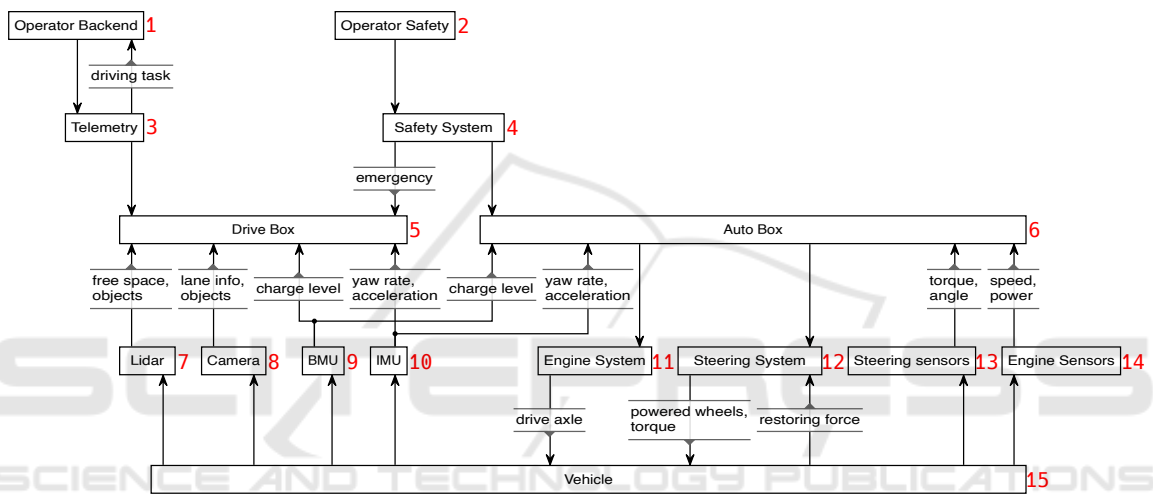 Operator Backend 1
Operator Safety 2
driving task
Telemetry 3
Safety System 4
emergency
Drive Box 5
Auto Box 6
free space,
objects
lane info,
objects
charge level
yaw rate,
acceleration
charge level
yaw rate,
acceleration
torque,
angle
speed,
power
Lidar 7
Camera 8
BMU 9
IMU 10
Engine System 11
Steering System 12
Steering sensors 13
Engine Sensors 14
drive axle
powered wheels,
torque
restoring force
Vehicle 15
SCITEPRESS
SCIENCE AND TECHNOLOGY PUBLICATIONS